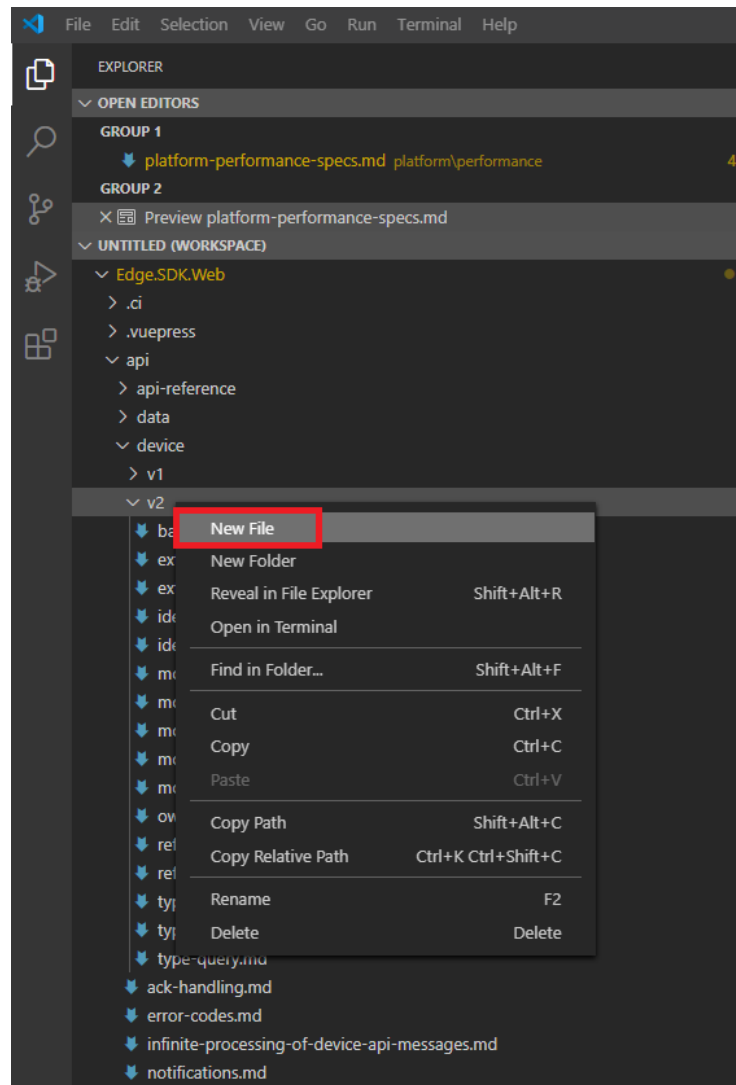 File Edit Selection View Go Run Terminal Help
EXPLORER
OPEN EDITORS
GROUP 1
platform-performance-specs.md platform\performance 4
GROUP 2
Preview platform-performance-specs.md
UNTITLED (WORKSPACE)
Edge.SDK.Web
.ci
.vuepress
api
api-reference
data
device
v1
v2
New File
New Folder
Reveal in File Explorer Shift+Alt+R
Open in Terminal
Find in Folder... Shift+Alt+F
Cut Ctrl+X
Copy Ctrl+C
Paste Ctrl+V
Copy Path Shift+Alt+C
Copy Relative Path Ctrl+K Ctrl+Shift+C
Rename F2
Delete Delete
type-query.md
ack-handling.md
error-codes.md
infinite-processing-of-device-api-messages.md
notifications.md